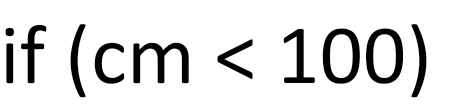 if (cm < 100)